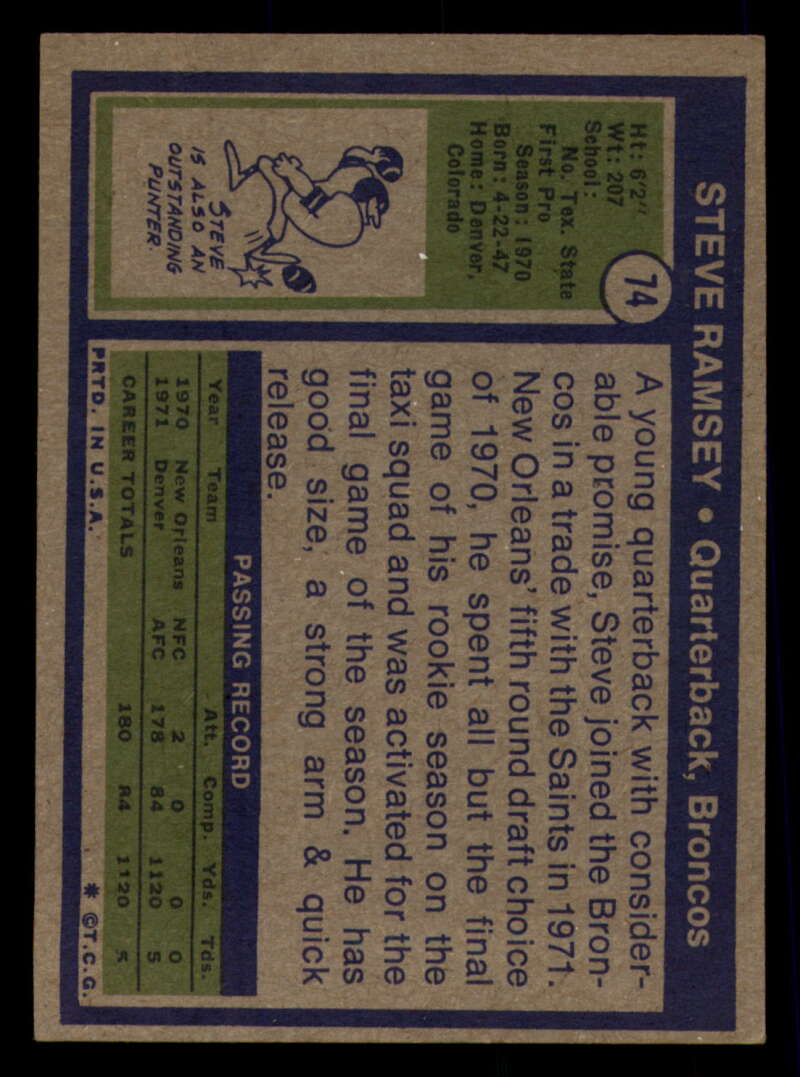 STEVE RAMSEY • Quarterback, Broncos
74
Ht: 6'2"
Wt: 207
School:
No. Tex. State
First Pro
Season: 1970
Born: 4-22-47
Home: Denver,
Colorado
STEVE
IS ALSO AN
OUTSTANDING
PUNTER.
A young quarterback with consider-
able promise, Steve joined the Bron-
cos in a trade with the Saints in 1971.
New Orleans' fifth round draft choice
of 1970, he spent all but the final
game of his rookie season on the
taxi squad and was activated for the
final game of the season. He has
good size, a strong arm & quick
release.
PASSING RECORD
Year Team Att. Comp. Yds. Tds.
1970 New Orleans NFC 2 0 0 0
1971 Denver AFC 178 84 1120 5
CAREER TOTALS 180 84 1120 5
PRTD. IN U.S.A. * ©T.C.G.